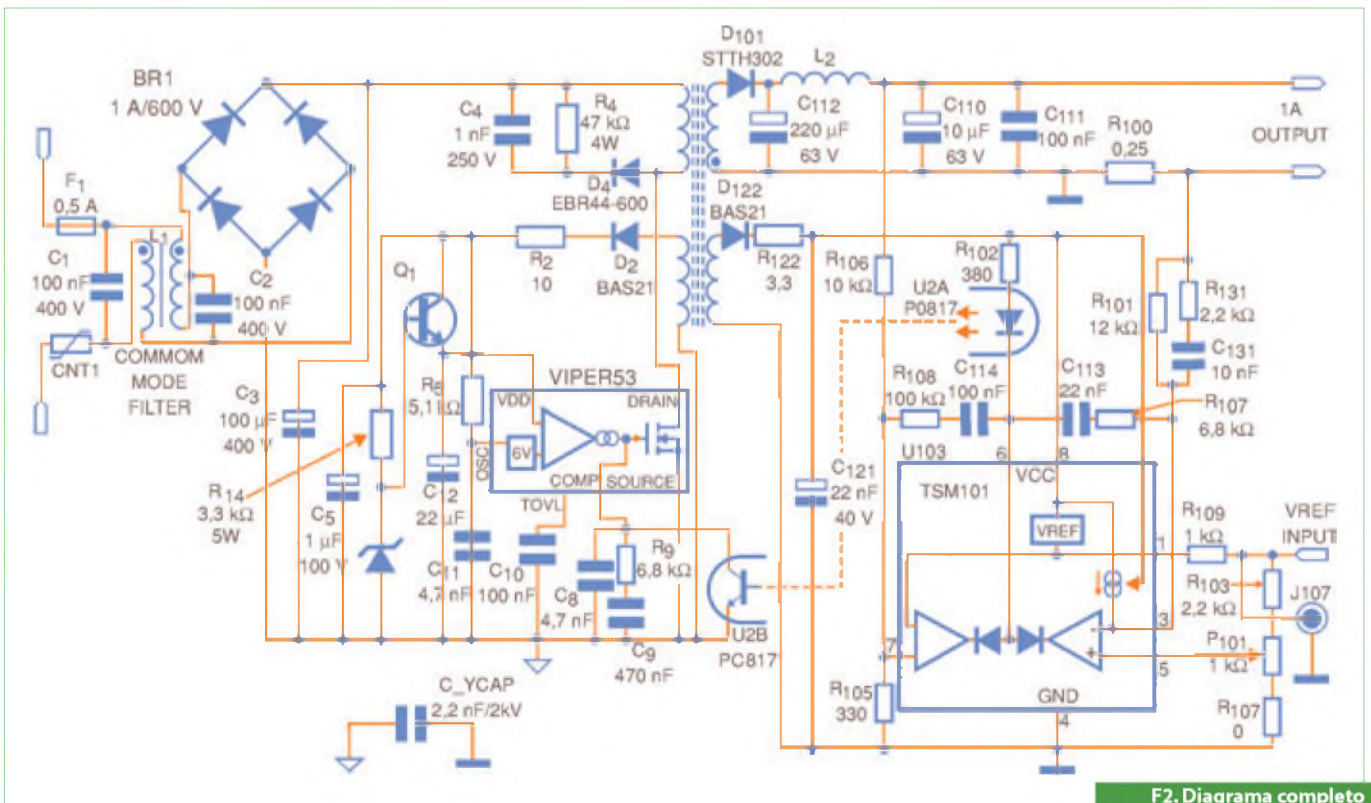 BR1
1 A/600 V
F1
0,5 A
C1
100 nF
400 V
CNT1
L1
COMMOM
MODE
FILTER
C2
100 nF
400 V
C3
100 µF
400 V
R14
3,3 kΩ
5W
C5
1 µF
100 V
C4
1 nF
250 V
R4
47 kΩ
4W
D4
EBR44-600
R2
10
D2
BAS21
Q1
C12
22 µF
C11
4,7 nF
5,1 kΩ
VIPER53
VDD
DRAIN
OSC
6V
COMP
SOURCE
TOVL
C10
100 nF
C8
4,7 nF
R9
6,8 kΩ
C9
470 nF
U2B
PC817
C_YCAP
2,2 nF/2kV
D101
STTH302
L2
C112
220 µF
63 V
C110
10 µF
63 V
C111
100 nF
R100
0,25
1A
OUTPUT
D122
BAS21
R122
3,3
R106
10 kΩ
R102
380
U2A
P0817
R101
12 kΩ
R131
2,2 kΩ
C131
10 nF
R108
100 kΩ
C114
100 nF
C113
22 nF
R107
6,8 kΩ
C121
22 nF
40 V
U103
6
VCC
8
TSM101
VREF
1
R109
1 kΩ
VREF
INPUT
R103
2,2 kΩ
J107
3
P101
1 kΩ
5
7
+
GND
4
R105
330
R107
0
F2. Diagrama completo